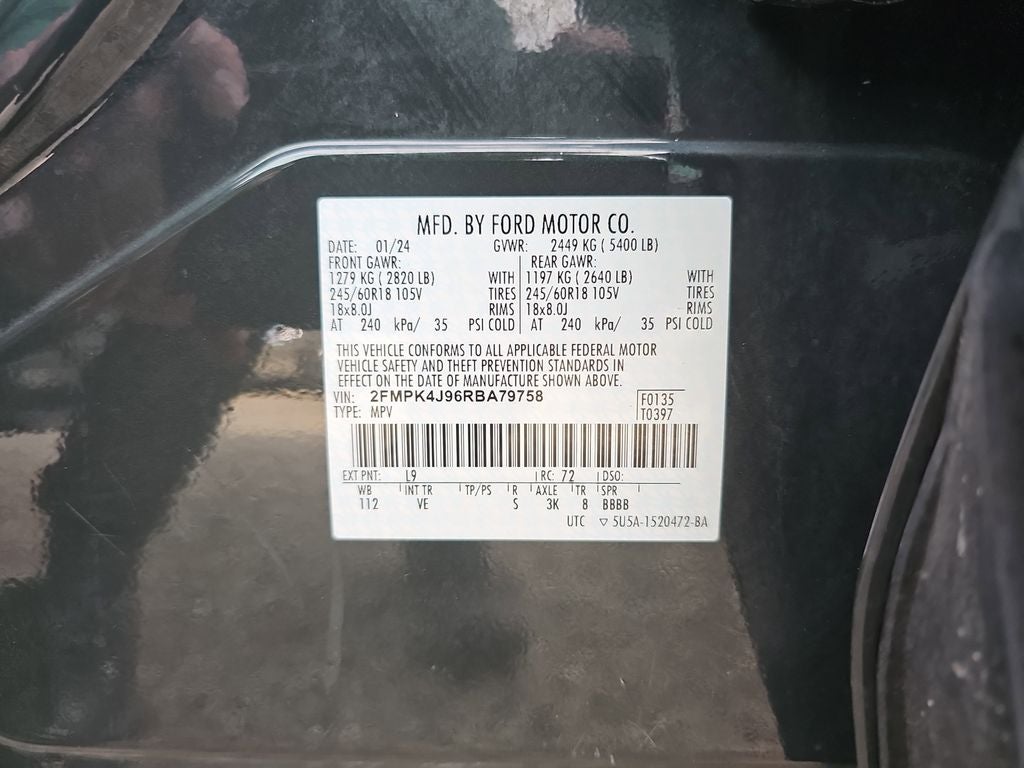 MFD. BY FORD MOTOR CO.
DATE: 01/24 GVWR: 2449 KG ( 5400 LB)
FRONT GAWR: REAR GAWR:
1279 KG ( 2820 LB) WITH 1197 KG ( 2640 LB) WITH
245/60R18 105V TIRES 245/60R18 105V TIRES
18x8.0J RIMS 18x8.0J RIMS
AT 240 kPa/ 35 PSI COLD AT 240 kPa/ 35 PSI COLD
THIS VEHICLE CONFORMS TO ALL APPLICABLE FEDERAL MOTOR
VEHICLE SAFETY AND THEFT PREVENTION STANDARDS IN
EFFECT ON THE DATE OF MANUFACTURE SHOWN ABOVE.
VIN: 2FMPK4J96RBA79758 F0135
TYPE: MPV T0397
EXT PNT: L9 RC: 72 DSO:
WB INT TR TP/PS R AXLE TR SPR
112 VE S 3K 8 BBBB
UTC ▽ 5U5A-1520472-BA